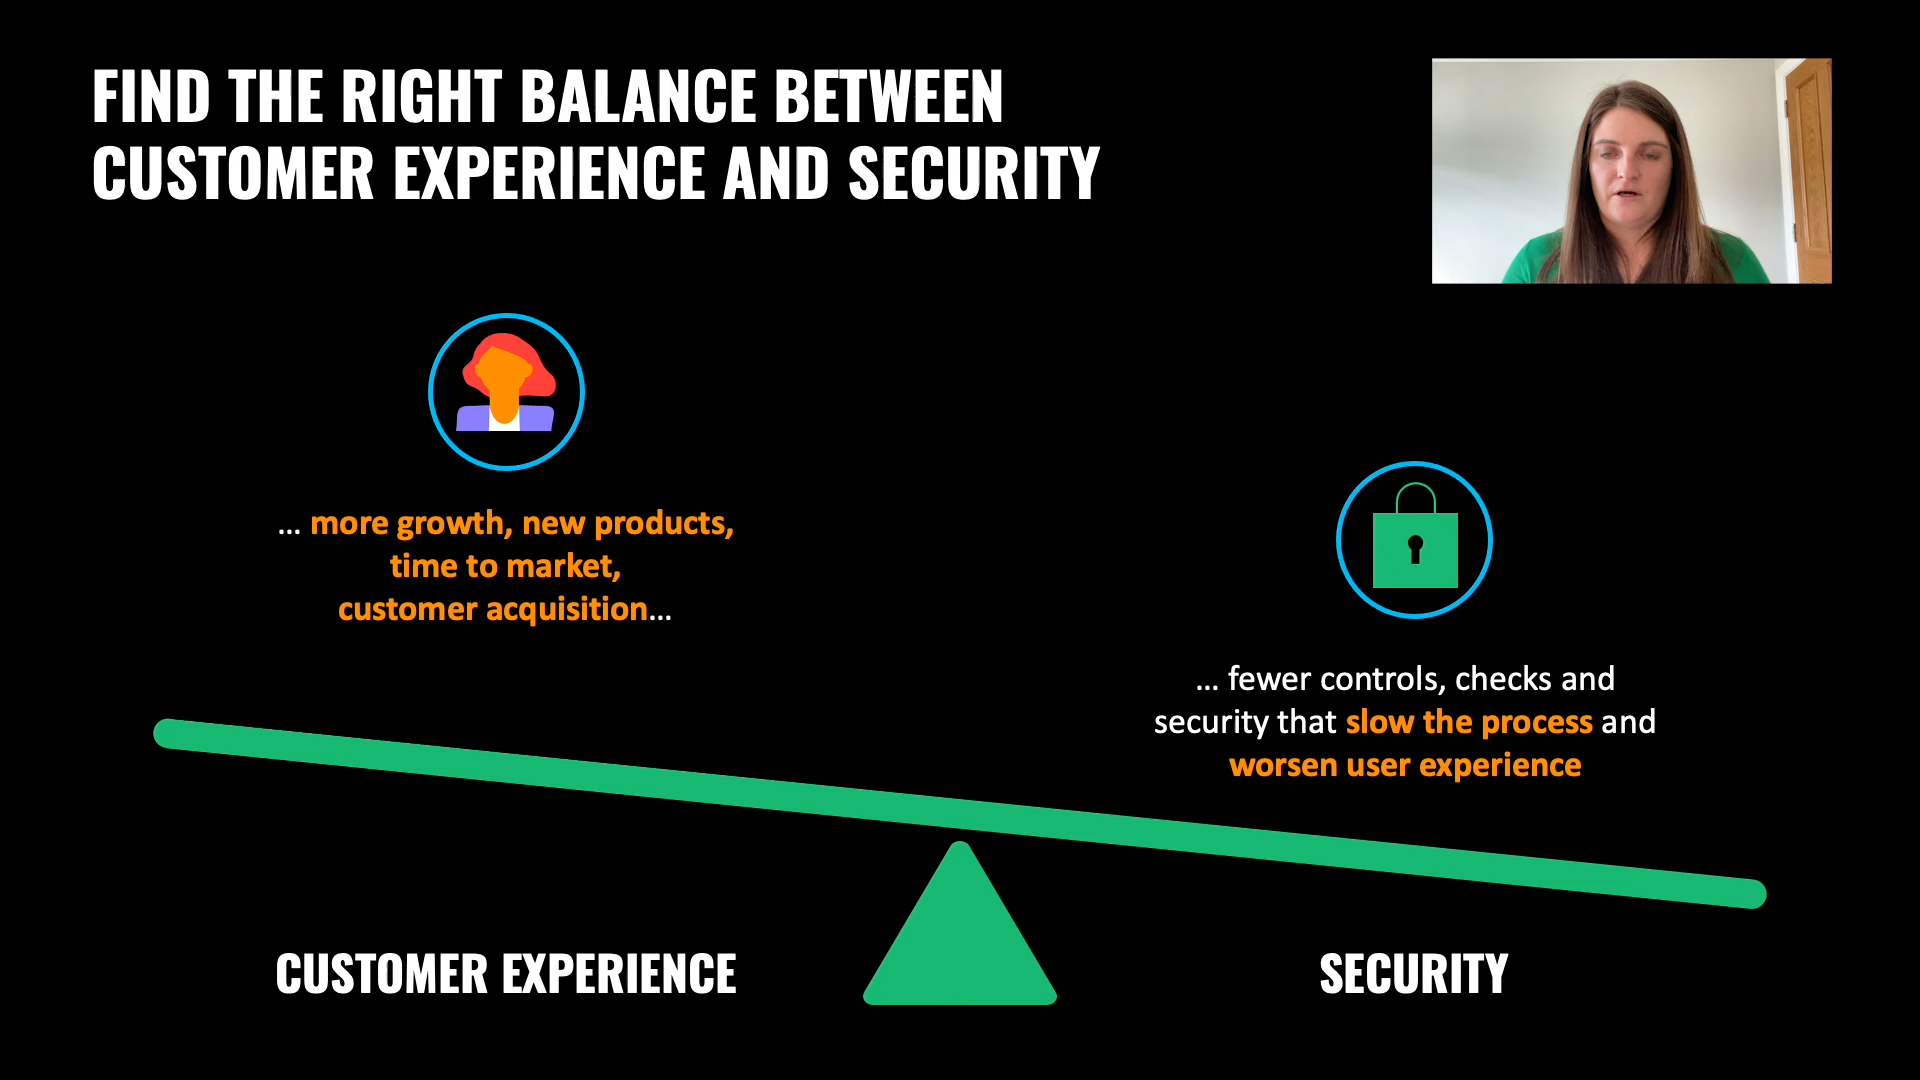 FIND THE RIGHT BALANCE BETWEEN
CUSTOMER EXPERIENCE AND SECURITY
... more growth, new products,
time to market,
customer acquisition...
... fewer controls, checks and
security that slow the process and
worsen user experience
CUSTOMER EXPERIENCE
SECURITY